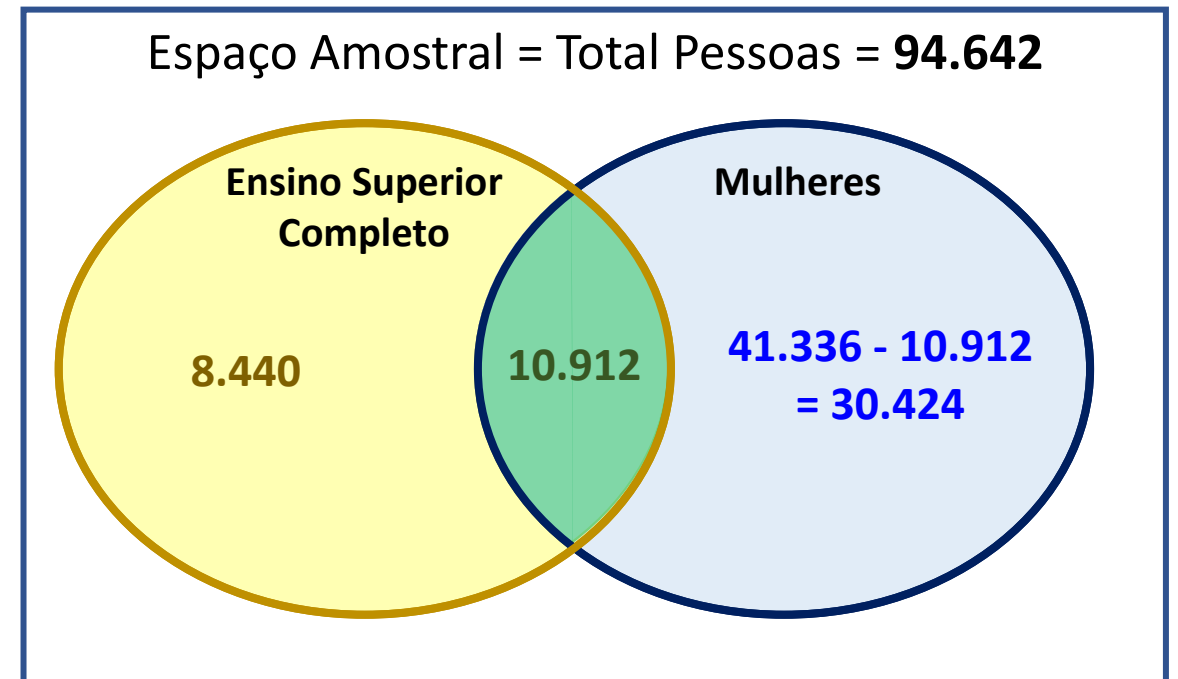 Espaço Amostral = Total Pessoas = 94.642
Ensino Superior
Completo
Mulheres
8.440
10.912
41.336 - 10.912
= 30.424